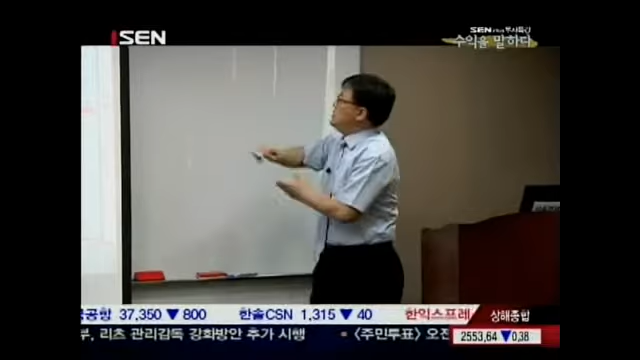 SEN
SEN
수익을 말하다
공항 37,350 ▼ 800 한솔CSN 1,315 ▼ 40 한익스프레
상해종합
부, 리츠 관리감독 강화방안 추가 시행 = <주민투표> 오전
2553,64 ▼0,38